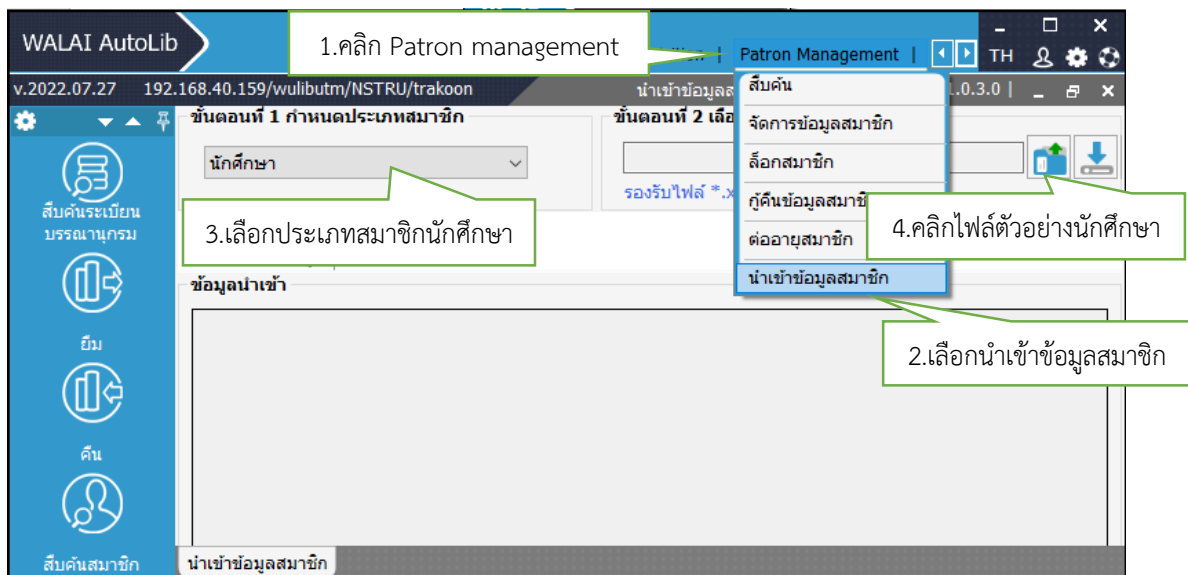 WALAI AutoLib
1.คลิก Patron management
Patron Management |
TH
v.2022.07.27 192.168.40.159/wulibutm/NSTRU/trakoon
นำเข้าข้อมูลส
.0.3.0 |
สืบค้น
จัดการข้อมูลสมาชิก
ล็อกสมาชิก
กู้คืนข้อมูลสมาชิ
ต่ออายุสมาชิก
นำเข้าข้อมูลสมาชิก
ขั้นตอนที่ 1 กำหนดประเภทสมาชิก
ขั้นตอนที่ 2 เลือ
นักศึกษา
รองรับไฟล์ *.x
3.เลือกประเภทสมาชิกนักศึกษา
4.คลิกไฟล์ตัวอย่างนักศึกษา
2.เลือกนำเข้าข้อมูลสมาชิก
ข้อมูลนำเข้า
สืบค้นระเบียน
บรรณานุกรม
ยืม
คืน
สืบค้นสมาชิก
นำเข้าข้อมูลสมาชิก